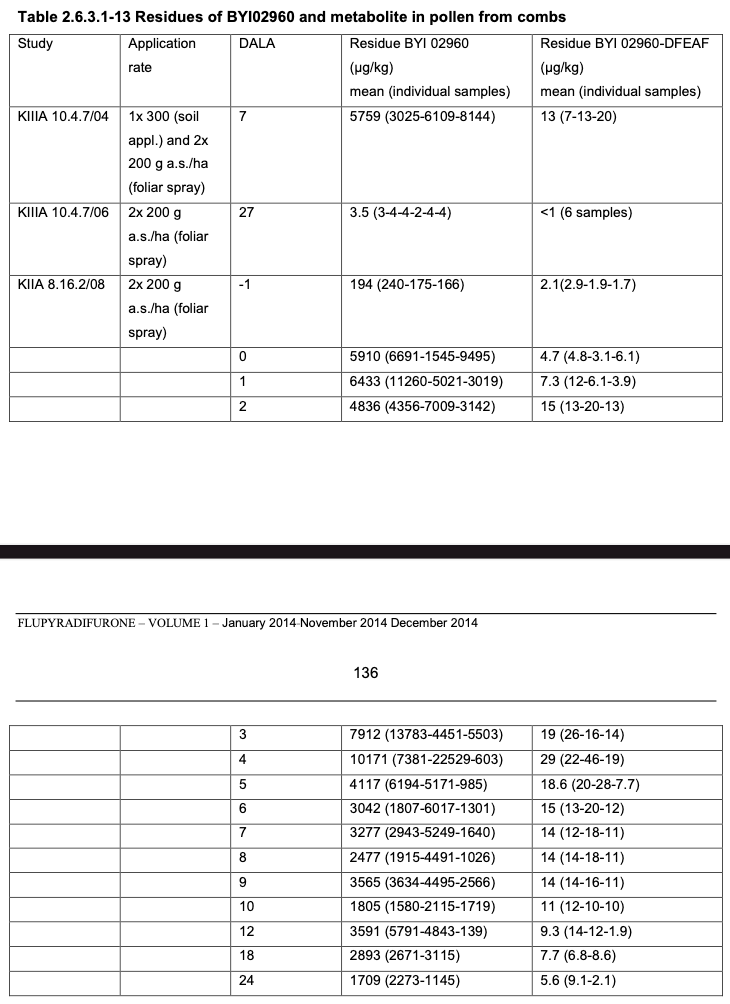 Table 2.6.3.1-13 Residues of BYI02960 and metabolite in pollen from combs
Study Application rate DALA Residue BYI 02960 (µg/kg) mean (individual samples) Residue BYI 02960-DFEAF (µg/kg) mean (individual samples)
KIIIA 10.4.7/04 1x 300 (soil appl.) and 2x 200 g a.s./ha (foliar spray) 7 5759 (3025-6109-8144) 13 (7-13-20)
KIIIA 10.4.7/06 2x 200 g a.s./ha (foliar spray) 27 3.5 (3-4-4-2-4-4) <1 (6 samples)
KIIA 8.16.2/08 2x 200 g a.s./ha (foliar spray) -1 194 (240-175-166) 2.1(2.9-1.9-1.7)
0 5910 (6691-1545-9495) 4.7 (4.8-3.1-6.1)
1 6433 (11260-5021-3019) 7.3 (12-6.1-3.9)
2 4836 (4356-7009-3142) 15 (13-20-13)
FLUPYRADIFURONE – VOLUME 1 – January 2014 November 2014 December 2014
136
3 7912 (13783-4451-5503) 19 (26-16-14)
4 10171 (7381-22529-603) 29 (22-46-19)
5 4117 (6194-5171-985) 18.6 (20-28-7.7)
6 3042 (1807-6017-1301) 15 (13-20-12)
7 3277 (2943-5249-1640) 14 (12-18-11)
8 2477 (1915-4491-1026) 14 (14-18-11)
9 3565 (3634-4495-2566) 14 (14-16-11)
10 1805 (1580-2115-1719) 11 (12-10-10)
12 3591 (5791-4843-139) 9.3 (14-12-1.9)
18 2893 (2671-3115) 7.7 (6.8-8.6)
24 1709 (2273-1145) 5.6 (9.1-2.1)